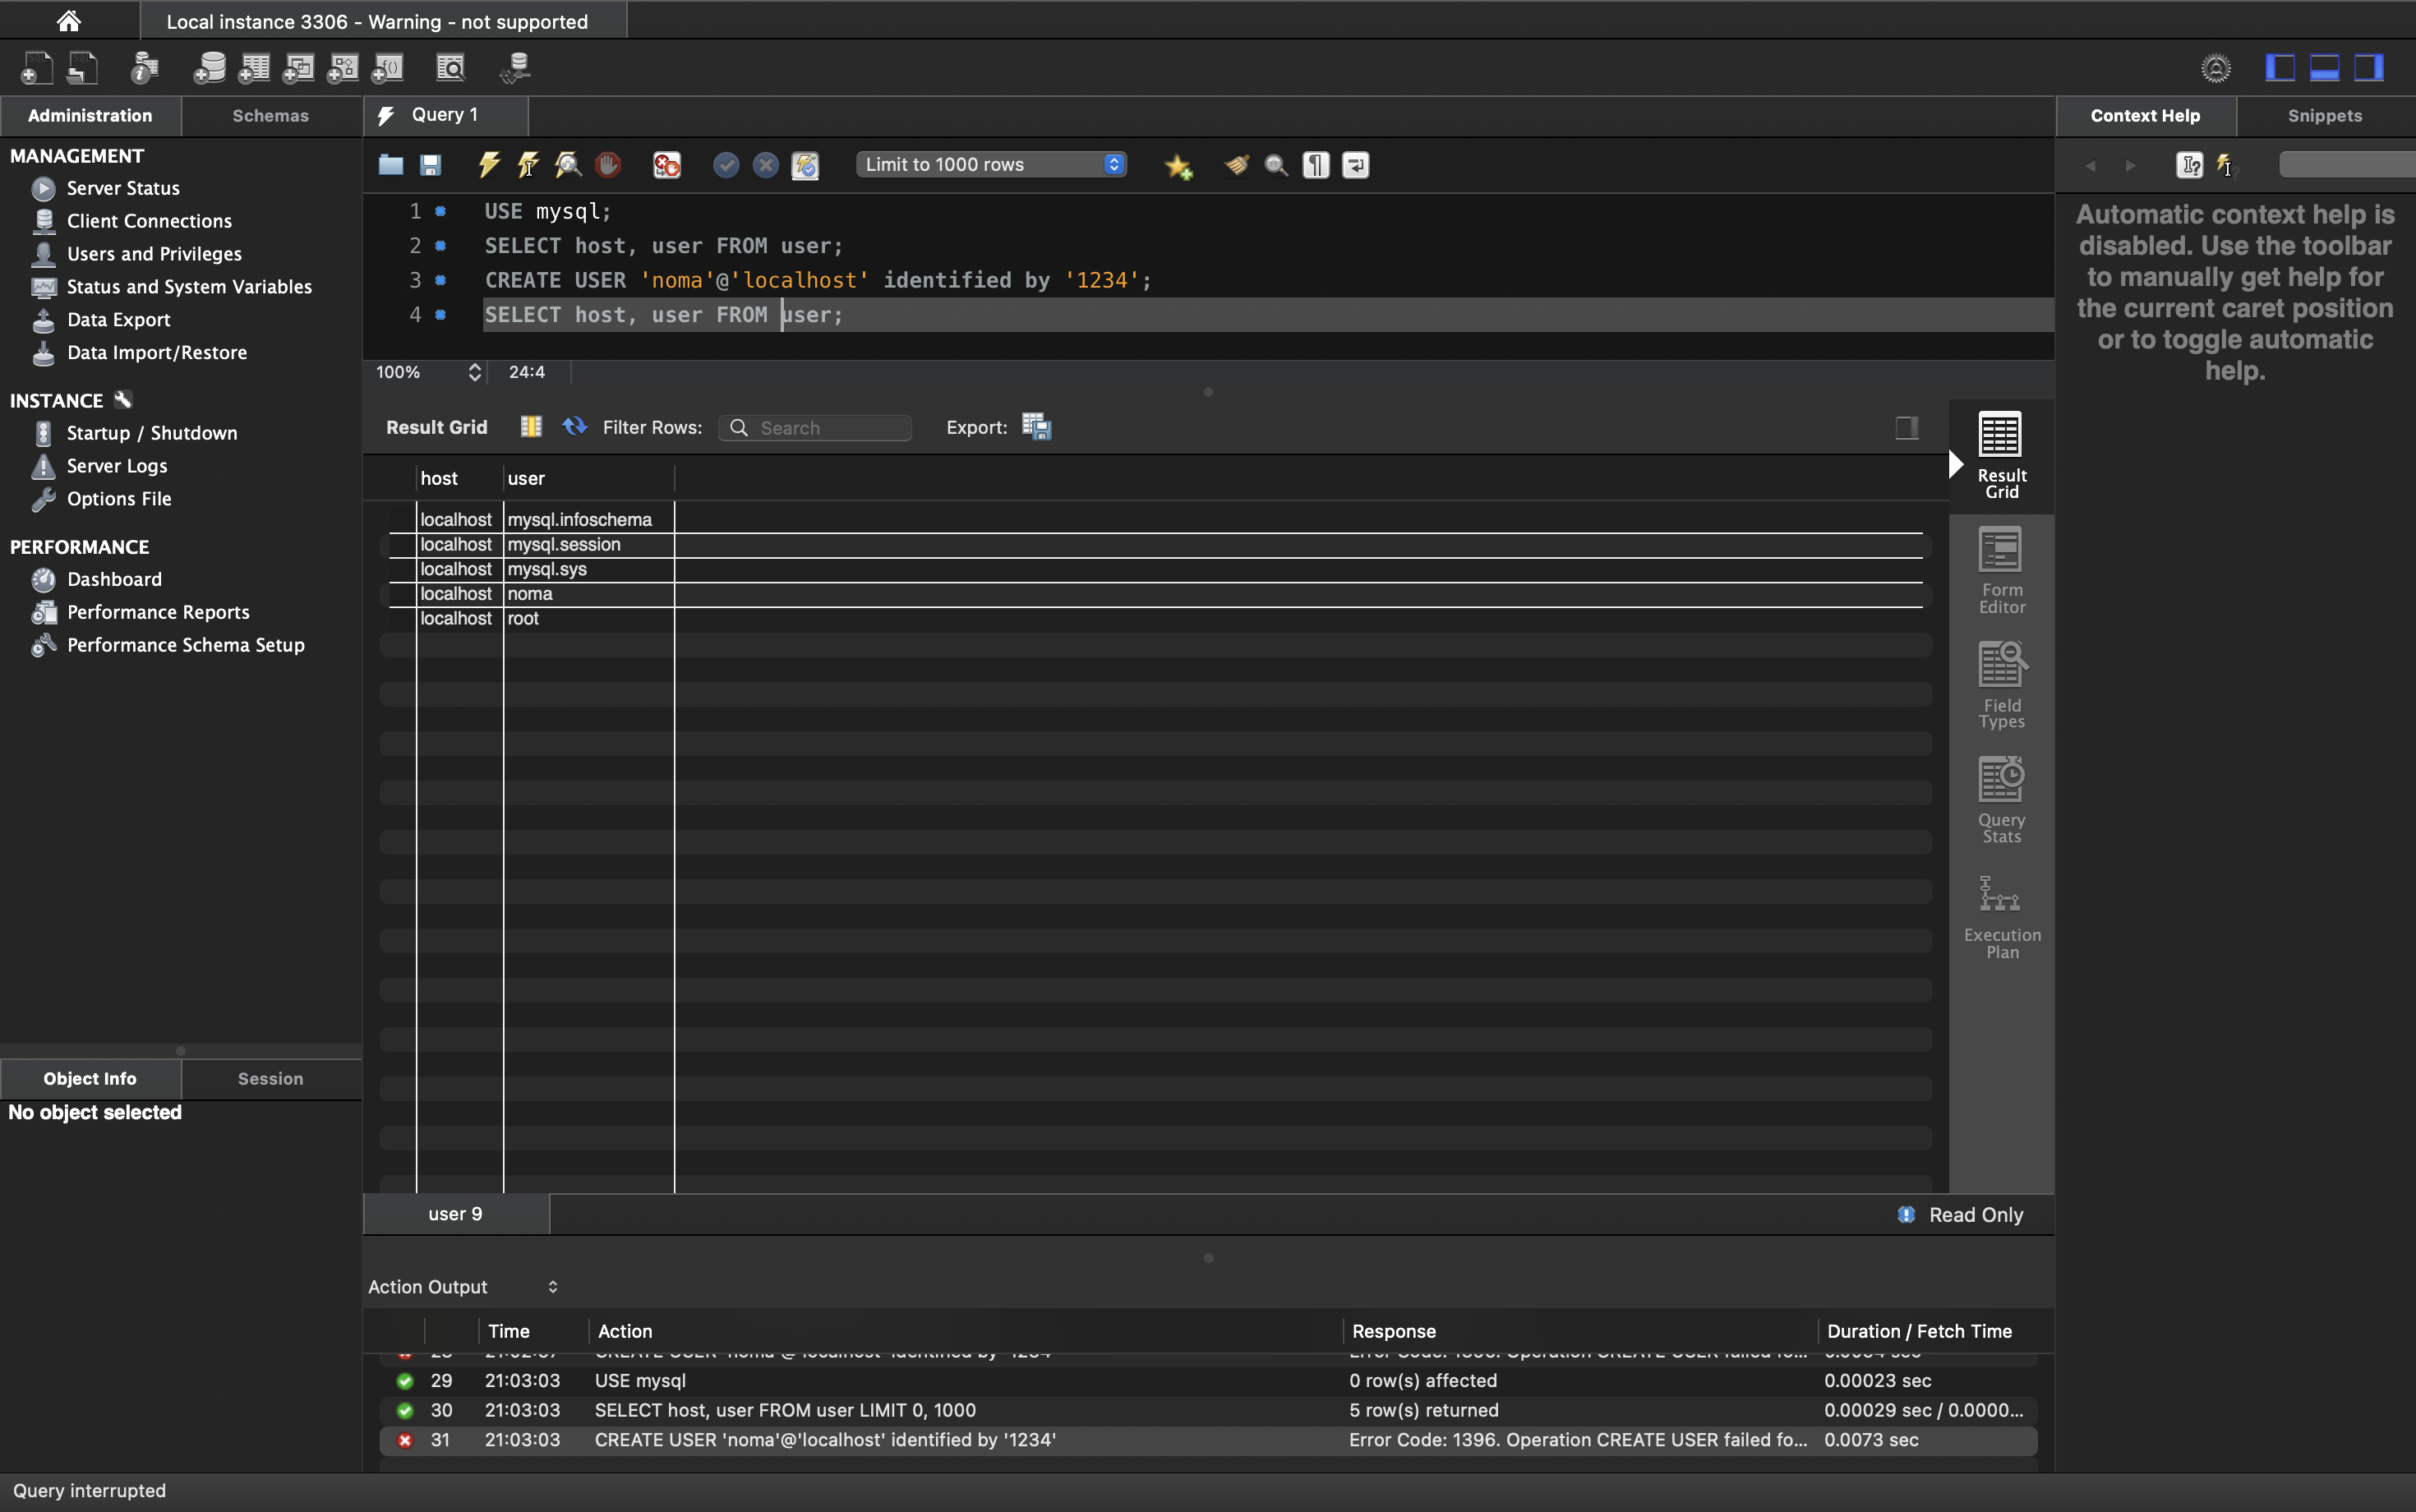 Local instance 3306 - Warning - not supported
Administration
Schemas
Query 1
Context Help
Snippets
MANAGEMENT
Server Status
Client Connections
Users and Privileges
Status and System Variables
Data Export
Data Import/Restore
INSTANCE
Startup / Shutdown
Server Logs
Options File
PERFORMANCE
Dashboard
Performance Reports
Performance Schema Setup
Object Info
Session
No object selected
Limit to 1000 rows
1 USE mysql;
2 SELECT host, user FROM user;
3 CREATE USER 'noma'@'localhost' identified by '1234';
4 SELECT host, user FROM user;
100%
24:4
Result Grid
Filter Rows:
Search
Export:
host user
localhost mysql.infoschema
localhost mysql.session
localhost mysql.sys
localhost noma
localhost root
Result
Grid
Form
Editor
Field
Types
Query
Stats
Execution
Plan
user 9
Read Only
Action Output
Time Action Response Duration / Fetch Time
29 21:03:03 USE mysql 0 row(s) affected 0.00023 sec
30 21:03:03 SELECT host, user FROM user LIMIT 0, 1000 5 row(s) returned 0.00029 sec / 0.0000...
31 21:03:03 CREATE USER 'noma'@'localhost' identified by '1234' Error Code: 1396. Operation CREATE USER failed fo... 0.0073 sec
Automatic context help is
disabled. Use the toolbar
to manually get help for
the current caret position
or to toggle automatic
help.
Query interrupted